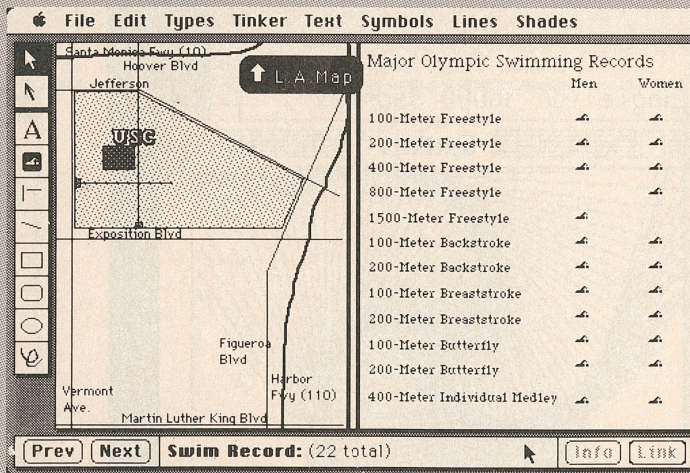 File Edit Types Tinker Text Symbols Lines Shades
Santa Monica Fwy (10)
Hoover Blvd
Jefferson
L.A. Map
USC
A
Exposition Blvd
Figueroa
Blvd
Harbor
Fwy (110)
Vermont
Ave.
Martin Luther King Blvd
Major Olympic Swimming Records
Men Women
100-Meter Freestyle
200-Meter Freestyle
400-Meter Freestyle
800-Meter Freestyle
1500-Meter Freestyle
100-Meter Backstroke
200-Meter Backstroke
100-Meter Breaststroke
200-Meter Breaststroke
100-Meter Butterfly
200-Meter Butterfly
400-Meter Individual Medley
Prev Next Swim Record: (22 total) Info Link